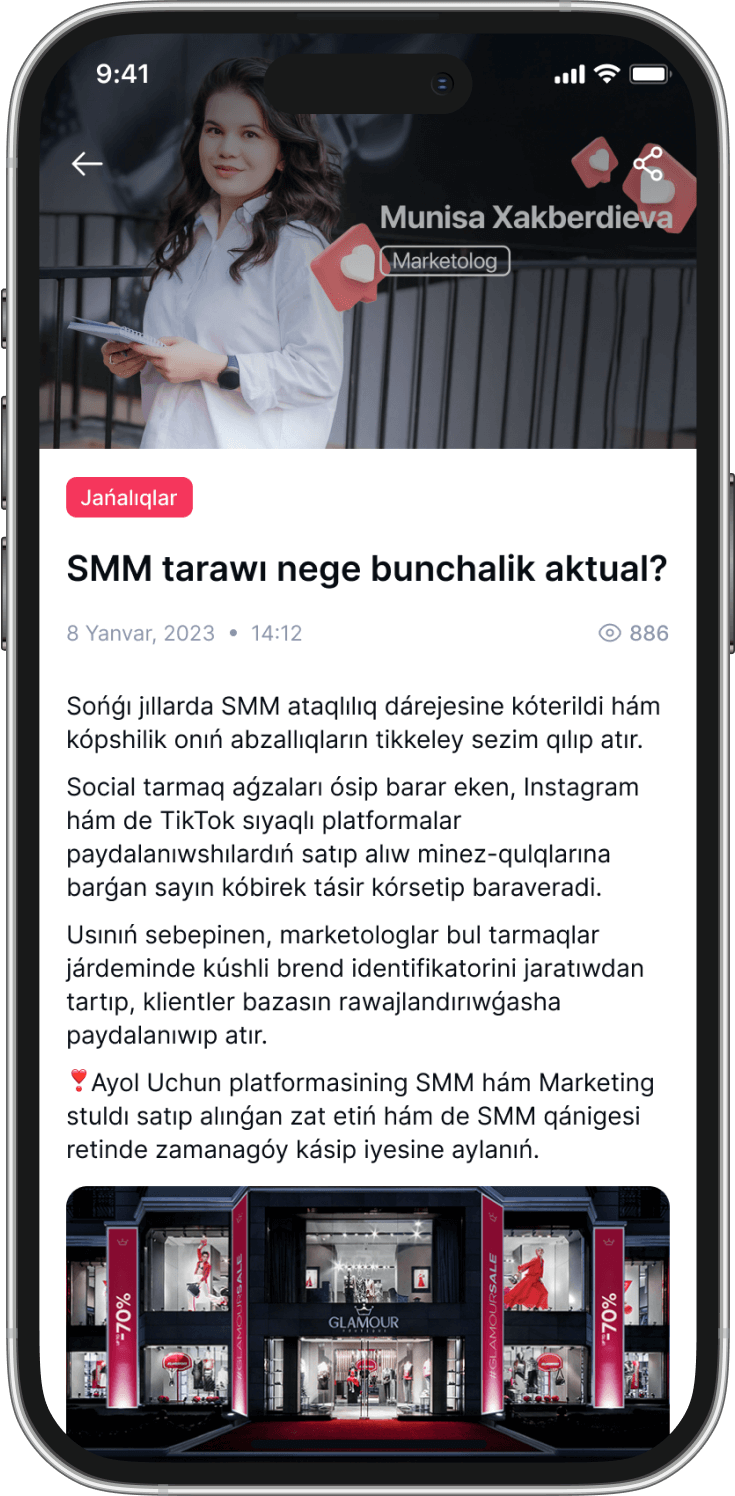 9:41
Munisa Xakberdieva
Marketolog
Jańalıqlar
SMM tarawı nege bunchalik aktual?
8 Yanvar, 2023 • 14:12
886
Sońǵı jıllarda SMM ataqlılıq dárejesine kóterildi hám
kópshilik onıń abzallıqların tikkeley sezim qılıp atır.
Social tarmaq aǵzaları ósip barar eken, Instagram
hám de TikTok sıyaqlı platformalar
paydalanıwshılardıń satıp alıw minez-qulqlarına
barǵan sayın kóbirek tásir kórsetip baraveradi.
Usınıń sebepinen, marketologlar bul tarmaqlar
járdeminde kúshli brend identifikatorini jaratıwdan
tartıp, klientler bazasın rawajlandırıwǵasha
paydalanıwıp atır.
❣️Ayol Uchun platformasining SMM hám Marketing
stuldı satıp alınǵan zat etiń hám de SMM qánigesi
retinde zamanagóy kásip iyesine aylanıń.
-70%
#GLAMOURSALE
GLAMOUR
#GLAMOURSALE
-70%